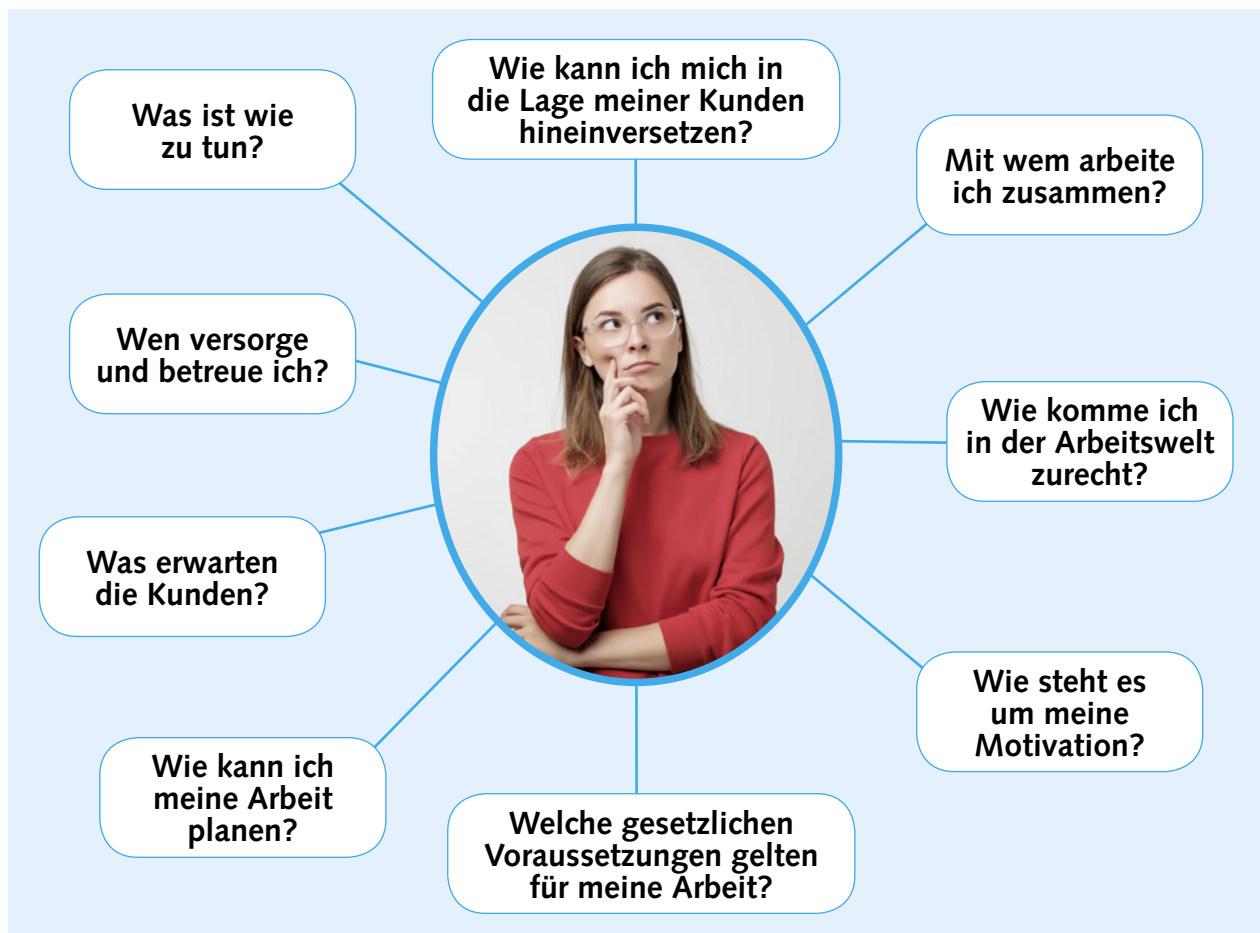 Was ist wie
zu tun?
Wie kann ich mich in
die Lage meiner Kunden
hineinversetzen?
Mit wem arbeite
ich zusammen?
Wen versorge
und betreue ich?
Wie komme ich
in der Arbeitswelt
zurecht?
Was erwarten
die Kunden?
Wie steht es
um meine
Motivation?
Wie kann ich
meine Arbeit
planen?
Welche gesetzlichen
Voraussetzungen gelten
für meine Arbeit?